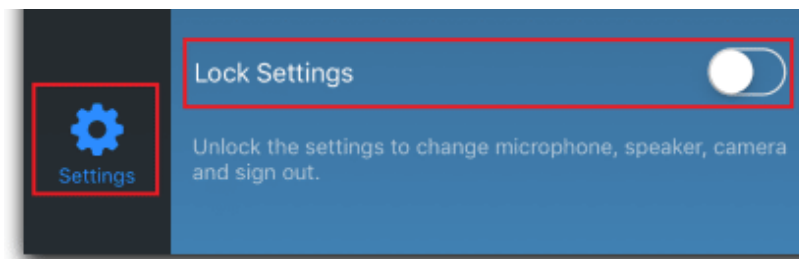 Lock Settings
Settings
Unlock the settings to change microphone, speaker, camera
and sign out.